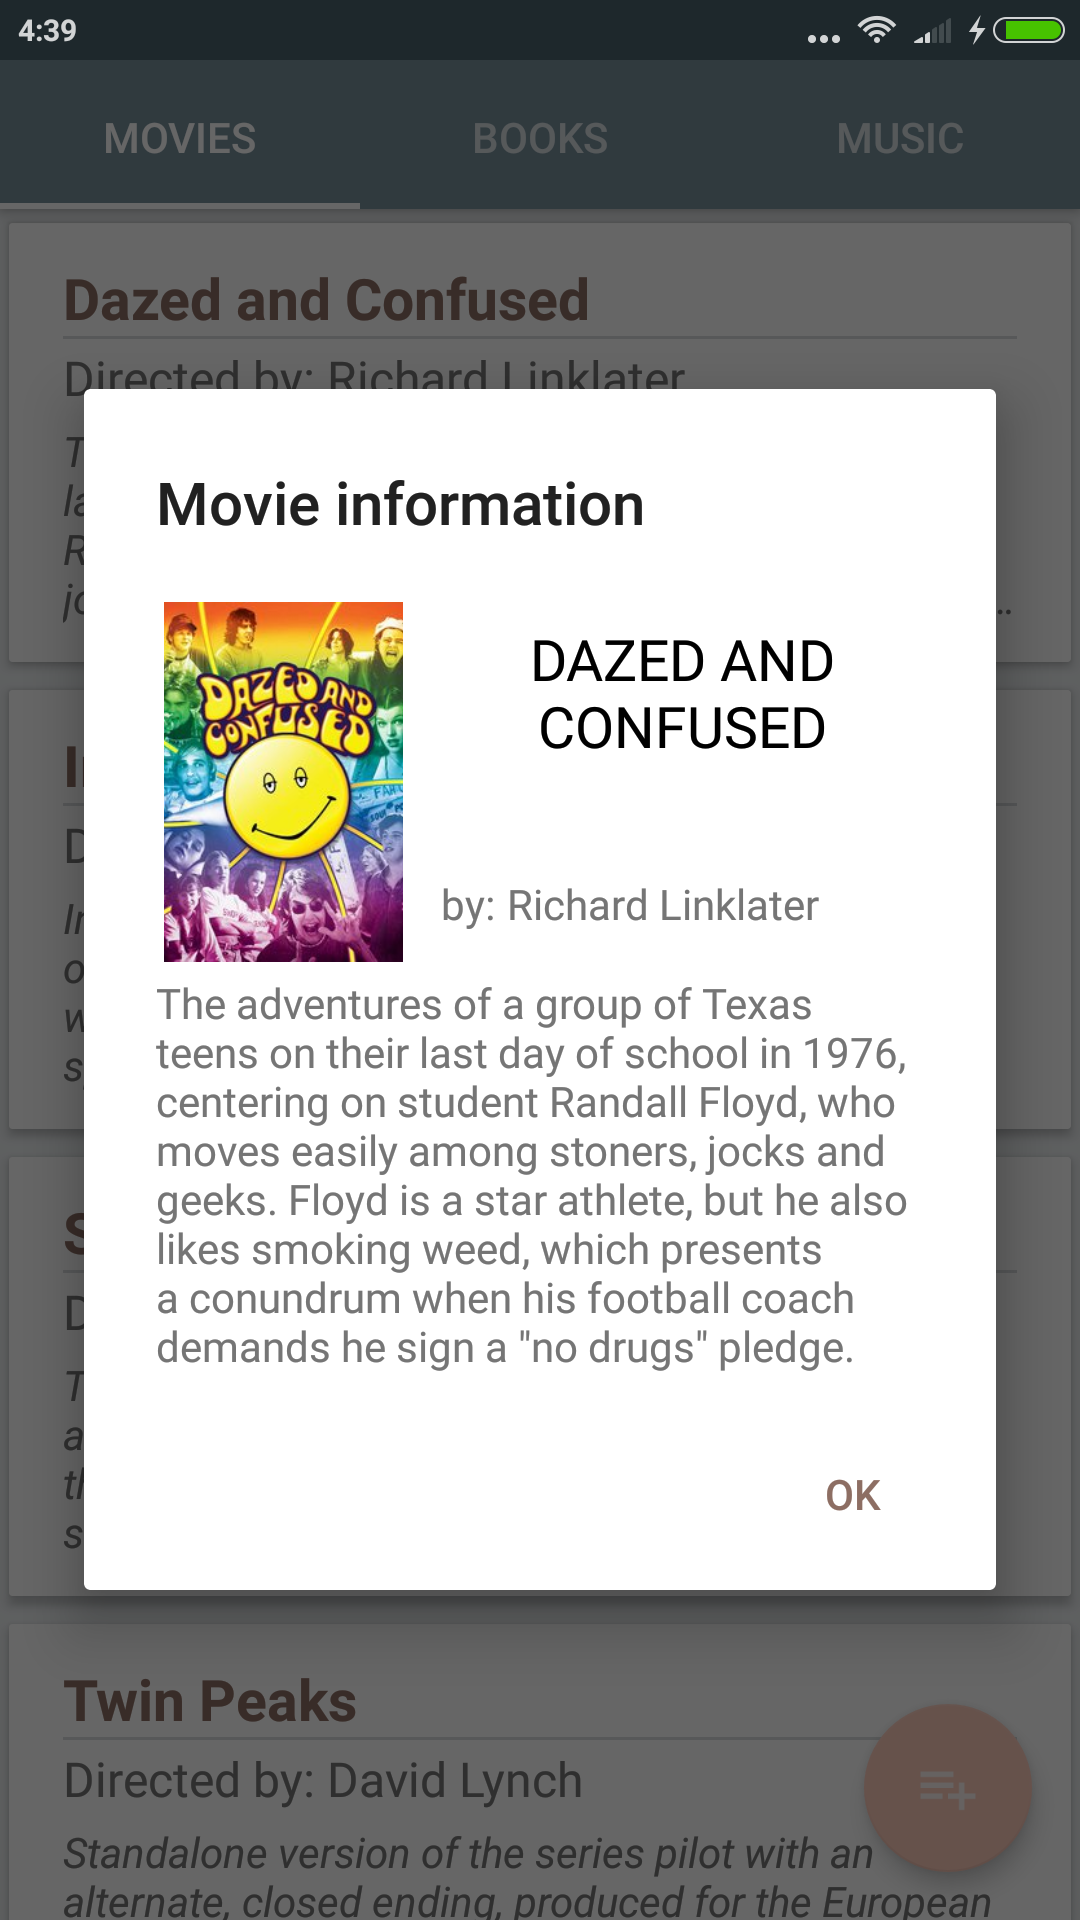 4:39
MOVIES BOOKS MUSIC
Dazed and Confused
Directed by: Richard Linklater
Movie information
DAZED AND
CONFUSED
DAZED AND
CONFUSED
by: Richard Linklater
The adventures of a group of Texas
teens on their last day of school in 1976,
centering on student Randall Floyd, who
moves easily among stoners, jocks and
geeks. Floyd is a star athlete, but he also
likes smoking weed, which presents
a conundrum when his football coach
demands he sign a "no drugs" pledge.
OK
Twin Peaks
Directed by: David Lynch
Standalone version of the series pilot with an
alternate, closed ending, produced for the European